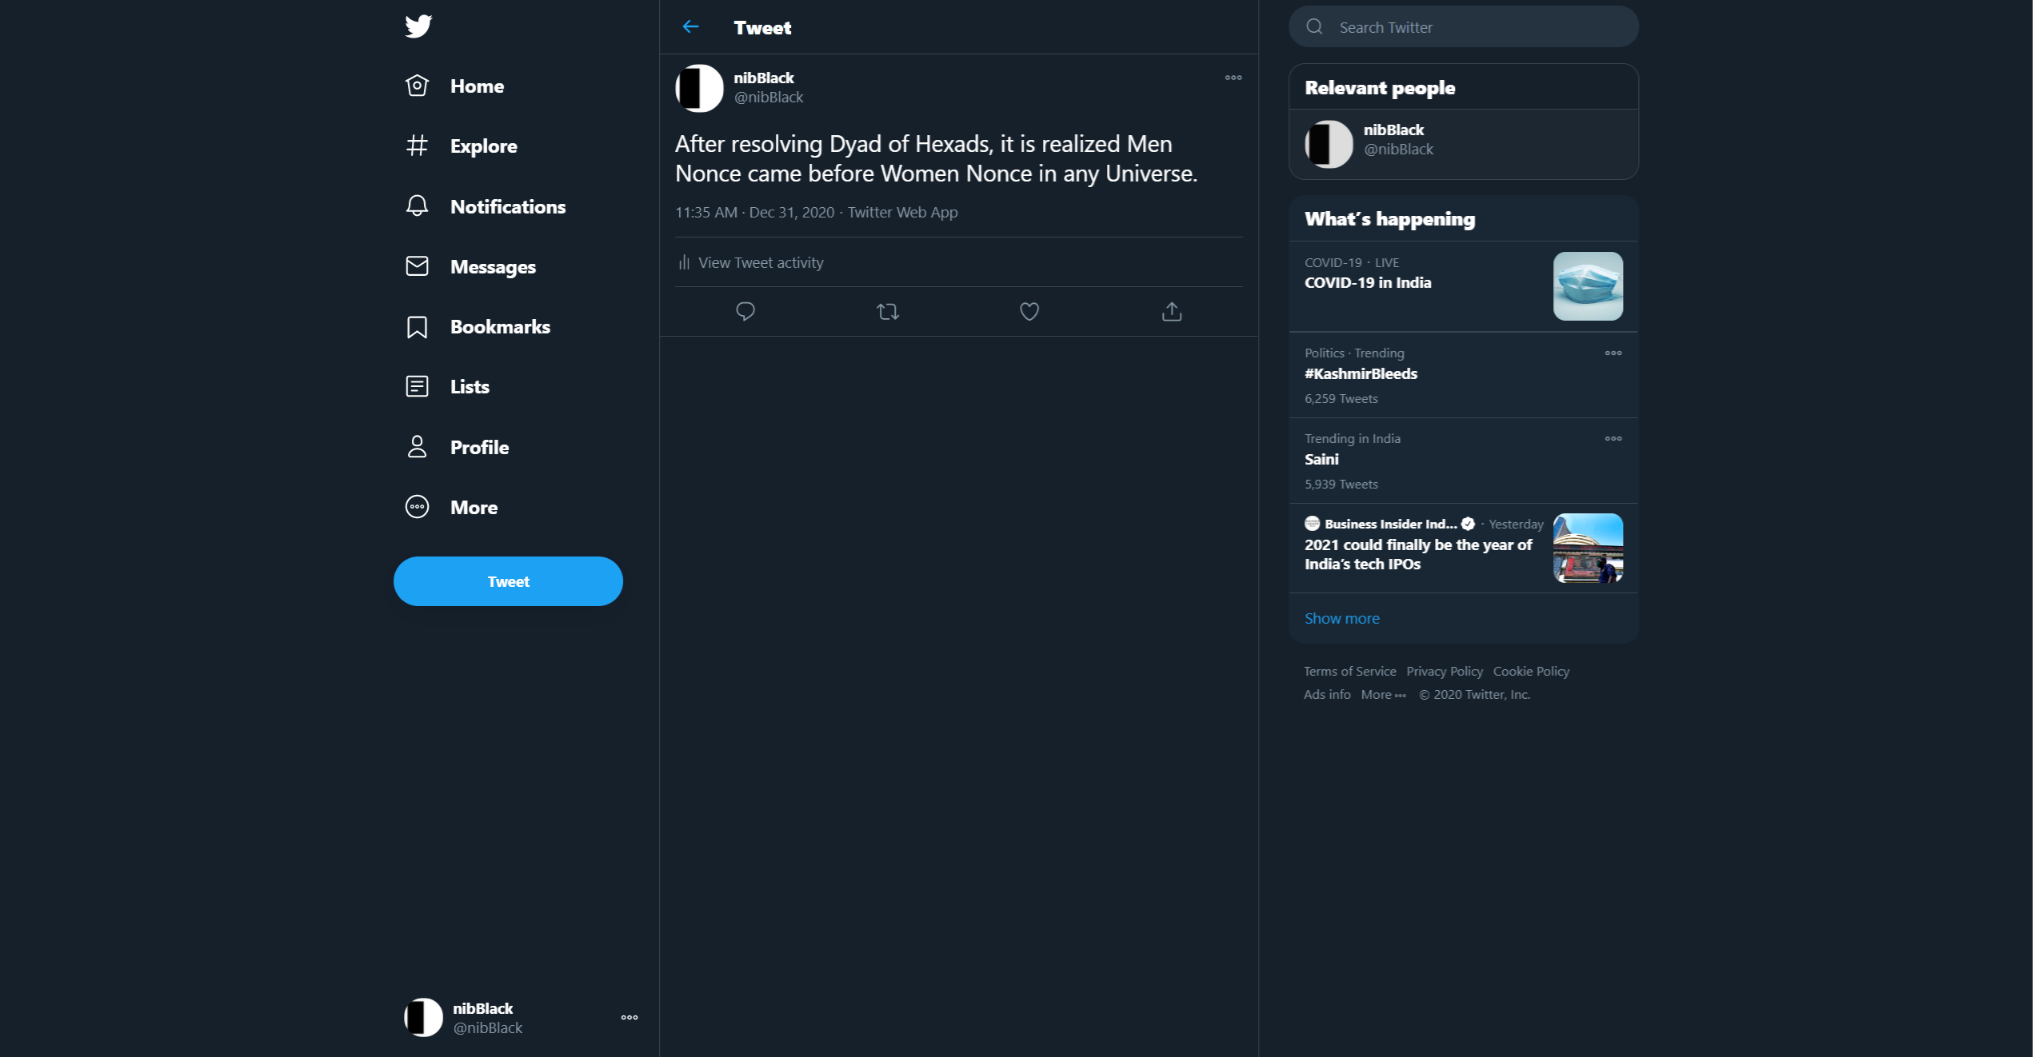 Home
Explore
Notifications
Messages
Bookmarks
Lists
Profile
More
Tweet
nibBlack
@nibBlack
Tweet
nibBlack
@nibBlack
After resolving Dyad of Hexads, it is realized Men
Nonce came before Women Nonce in any Universe.
11:35 AM · Dec 31, 2020 · Twitter Web App
View Tweet activity
Search Twitter
Relevant people
nibBlack
@nibBlack
What's happening
COVID-19 · LIVE
COVID-19 in India
Politics · Trending
#KashmirBleeds
6,259 Tweets
Trending in India
Saini
5,939 Tweets
Business Insider Ind... · Yesterday
2021 could finally be the year of
India's tech IPOs
Show more
Terms of Service Privacy Policy Cookie Policy
Ads info More ••• © 2020 Twitter, Inc.